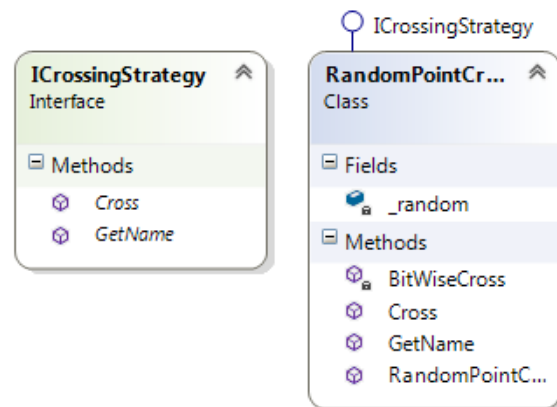 ICrossingStrategy
ICrossingStrategy
Interface
Methods
Cross
GetName
RandomPointCr...
Class
Fields
_random
Methods
BitWiseCross
Cross
GetName
RandomPointC...